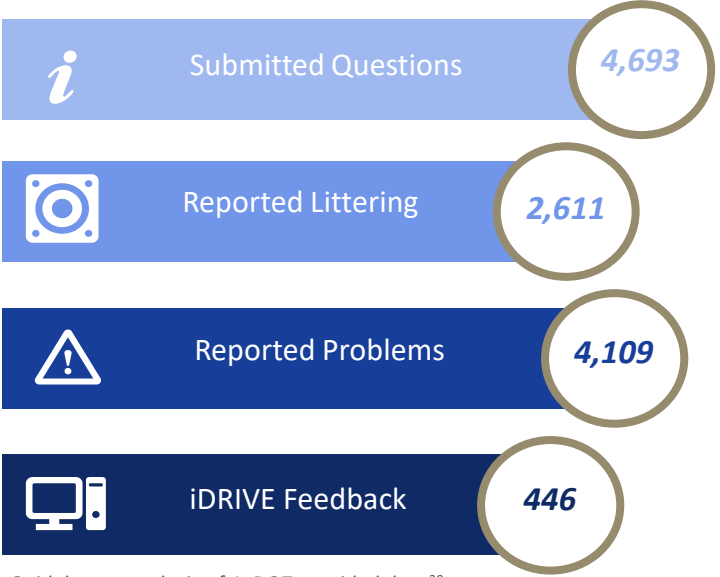 Submitted Questions
4,693
Reported Littering
2,611
Reported Problems
4,109
iDRIVE Feedback
446